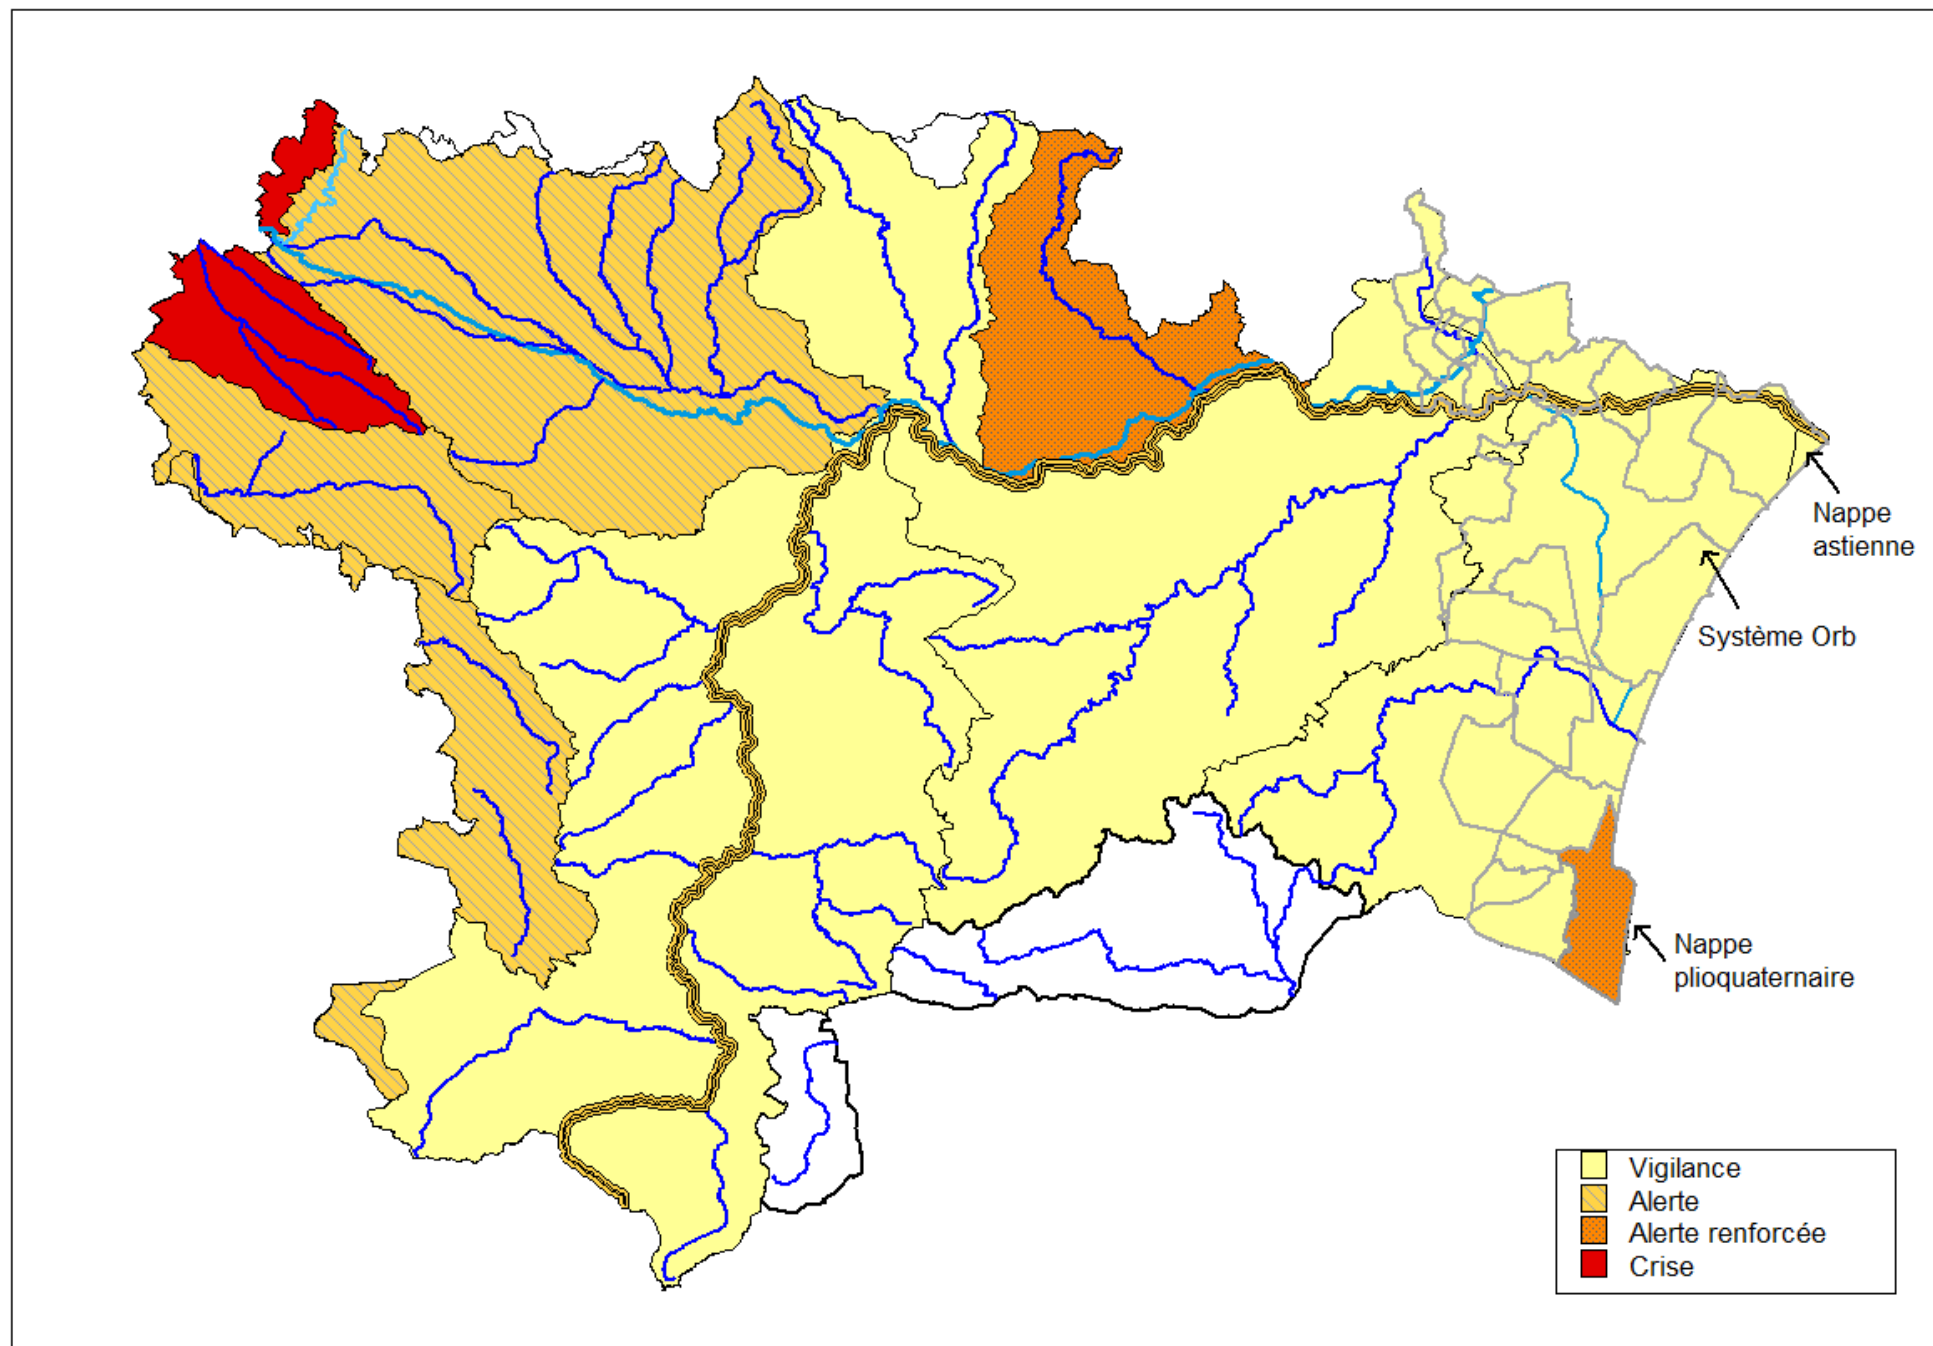 Nappe
astienne
Système Orb
Nappe
plioquaternaire
Vigilance
Alerte
Alerte renforcée
Crise